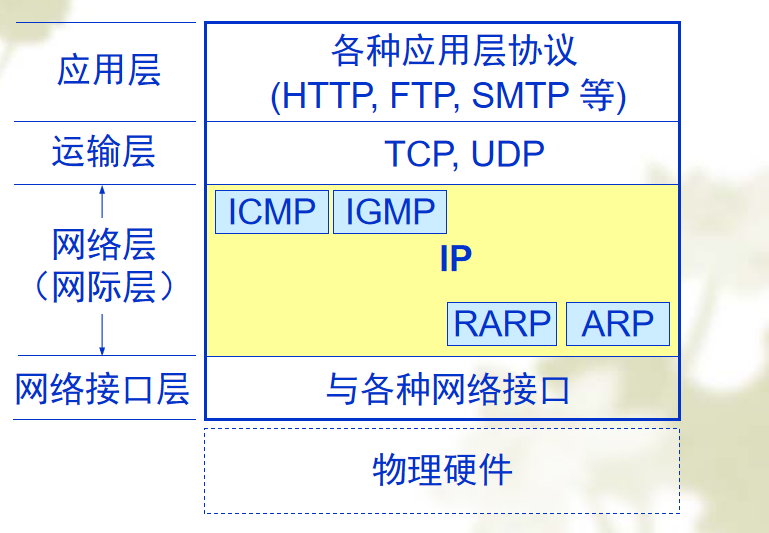 应用层
各种应用层协议
(HTTP, FTP, SMTP 等)
运输层
TCP, UDP
网络层
（网际层）
ICMP
IGMP
IP
RARP
ARP
网络接口层
与各种网络接口
物理硬件